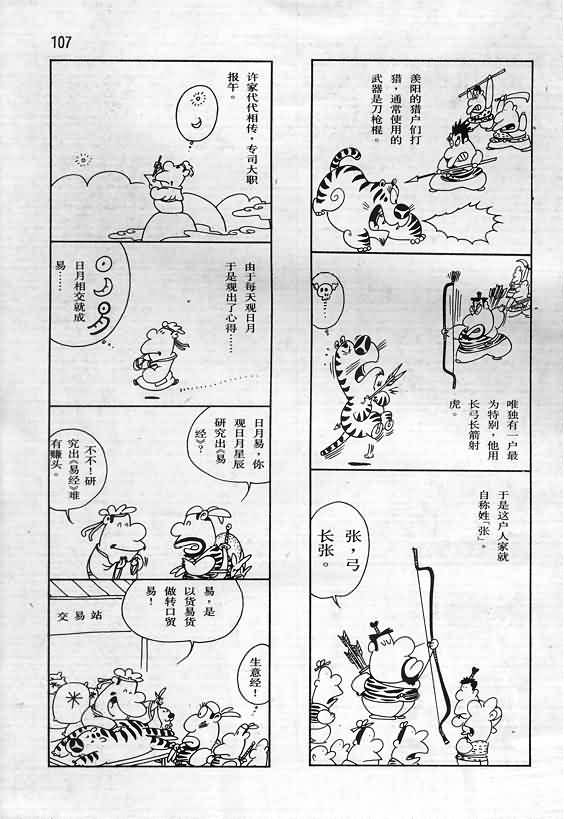 107
羡阳的猎户们打
猎，通常使用的
武器是刀枪棍。
唯独有一户最
为特别，他用
长弓长箭射
虎。
于是这户人家就
自称姓「张」。
张，弓
长张。
许家代代相传，专司大职
报午。
由于每天观日月
于是观出了心得……
日月相交就成
易……
日月易，你
观日月星辰
研究出《易
经》？
不不！研
究出《易经》难
有赚头。
易，是
以货易货
做转口贸
易！
交易站
生意经！